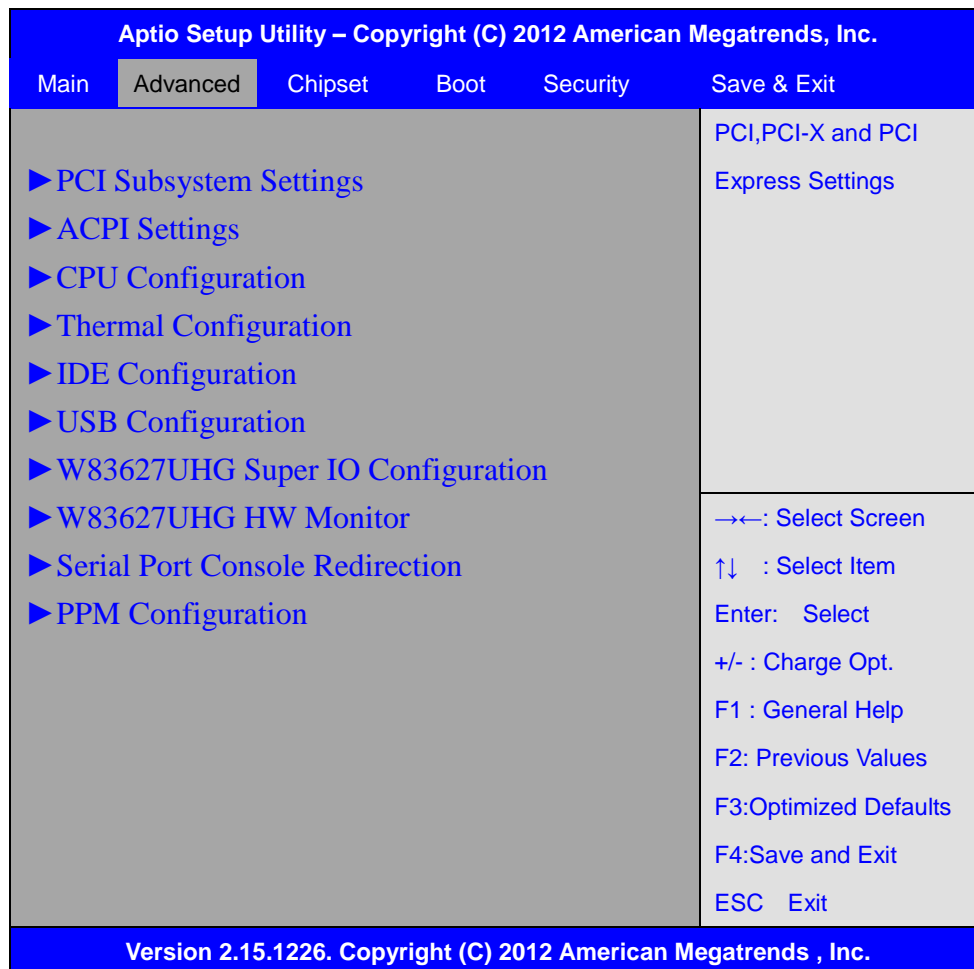 Aptio Setup Utility – Copyright (C) 2012 American Megatrends, Inc.
Main Advanced Chipset Boot Security Save & Exit
►PCI Subsystem Settings
►ACPI Settings
►CPU Configuration
►Thermal Configuration
►IDE Configuration
►USB Configuration
►W83627UHG Super IO Configuration
►W83627UHG HW Monitor
►Serial Port Console Redirection
►PPM Configuration
PCI,PCI-X and PCI
Express Settings
→←: Select Screen
↑↓ : Select Item
Enter: Select
+/- : Charge Opt.
F1 : General Help
F2: Previous Values
F3:Optimized Defaults
F4:Save and Exit
ESC Exit
Version 2.15.1226. Copyright (C) 2012 American Megatrends , Inc.